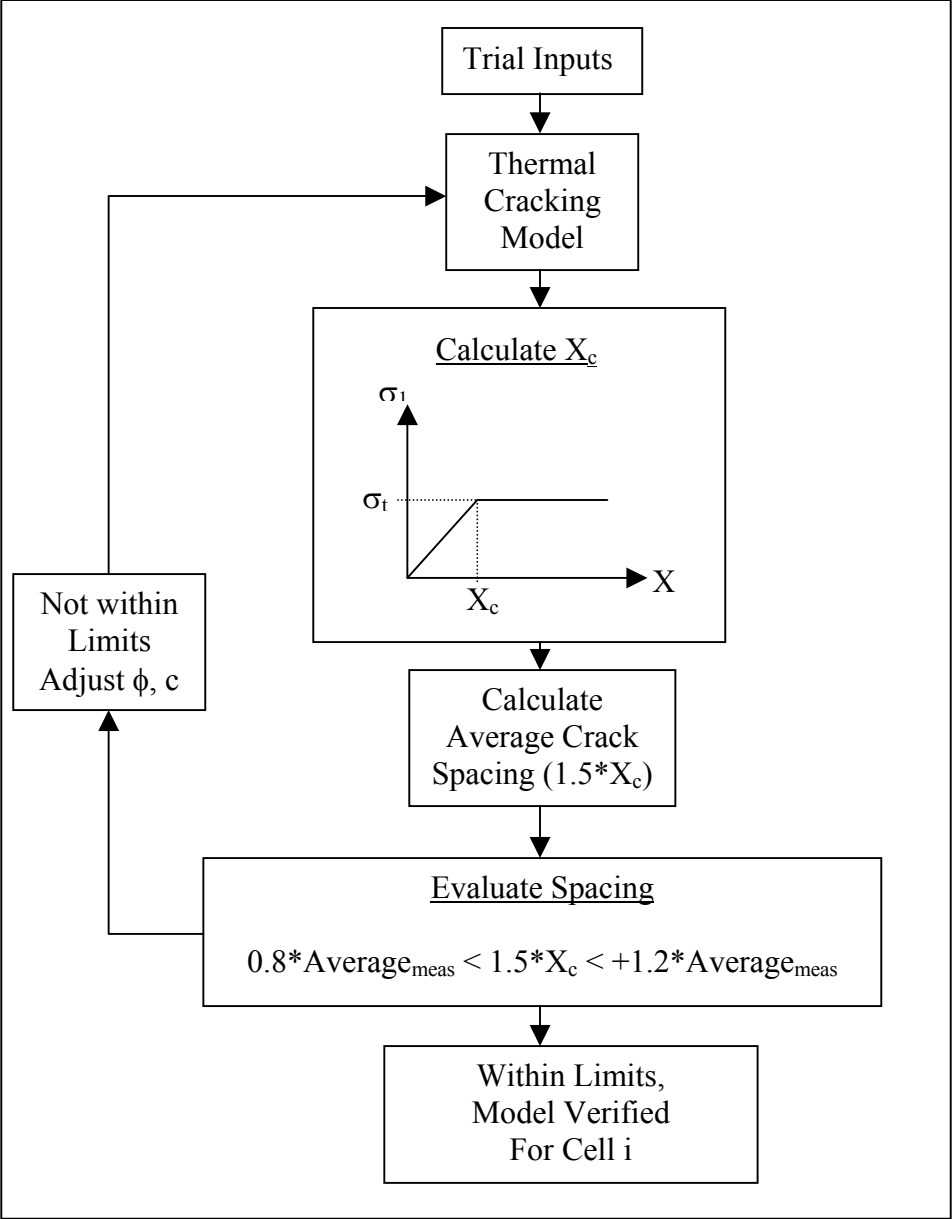 Trial Inputs
Thermal
Cracking
Model
Calculate Xc
σ1
σt
X
Xc
Not within
Limits
Adjust ϕ, c
Calculate
Average Crack
Spacing (1.5*Xc)
Evaluate Spacing
0.8*Averagemeas < 1.5*Xc < +1.2*Averagemeas
Within Limits,
Model Verified
For Cell i